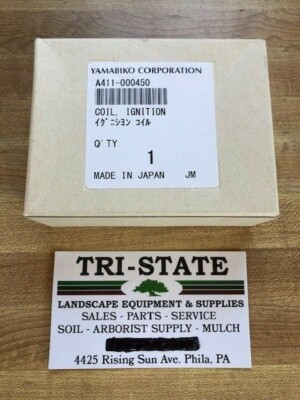 YAMABIKO CORPORATION
A411-000450
COIL, IGNITION
ｲｸﾞﾆｼﾖﾝ ｺｲﾙ
Q'TY
1
MADE IN JAPAN JM
TRI-STATE
LANDSCAPE EQUIPMENT & SUPPLIES
SALES - PARTS - SERVICE
SOIL - ARBORIST SUPPLY - MULCH
4425 Rising Sun Ave. Phila, PA